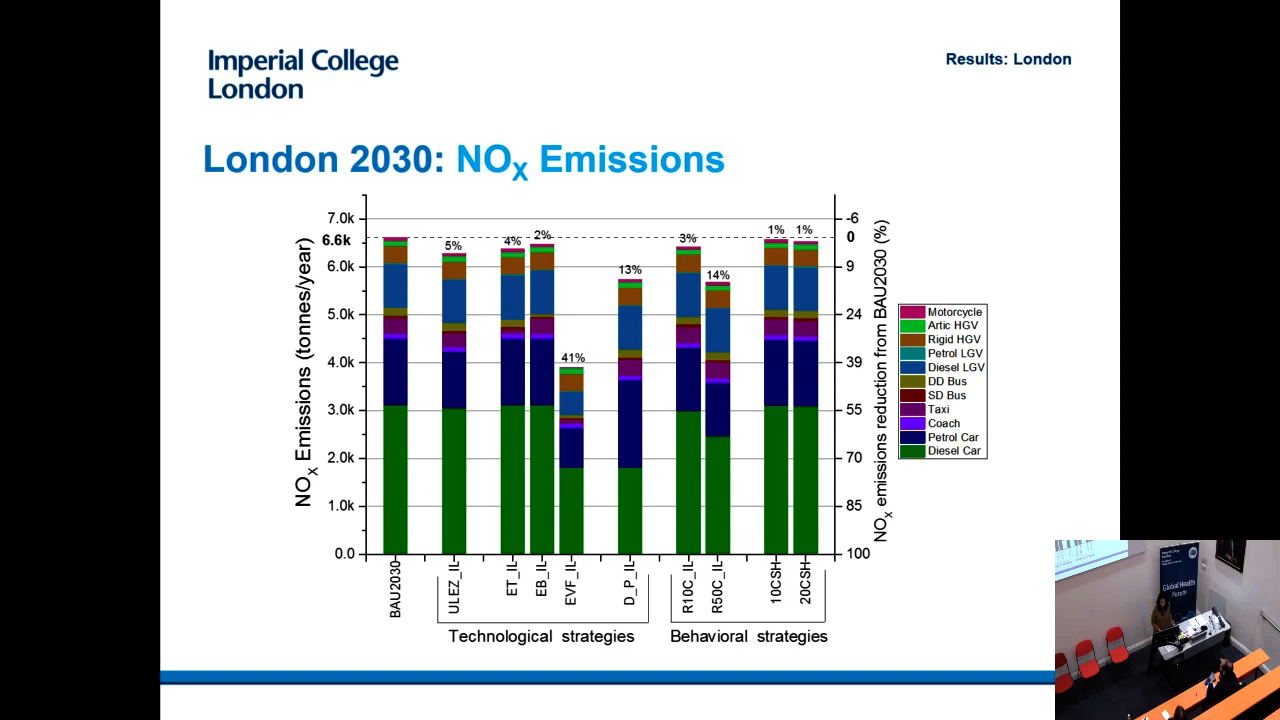 Imperial College
London
Results: London
London 2030: NOX Emissions
NOX Emissions (tonnes/year)
7.0k
6.6k
6.0k
5.0k
4.0k
3.0k
2.0k
1.0k
0.0
5%
4%
2%
41%
13%
3%
14%
1%
1%
-6
0
9
24
39
55
70
85
100
NOX emissions reduction from BAU2030 (%)
Motorcycle
Artic HGV
Rigid HGV
Petrol LGV
Diesel LGV
DD Bus
SD Bus
Taxi
Coach
Petrol Car
Diesel Car
BAU2030
ULEZ_IL
ET_IL
EB_IL
EVF_IL
D_P_IL
R10C_IL
R50C_IL
10CSH
20CSH
Technological strategies
Behavioral strategies
Global Health
Forum